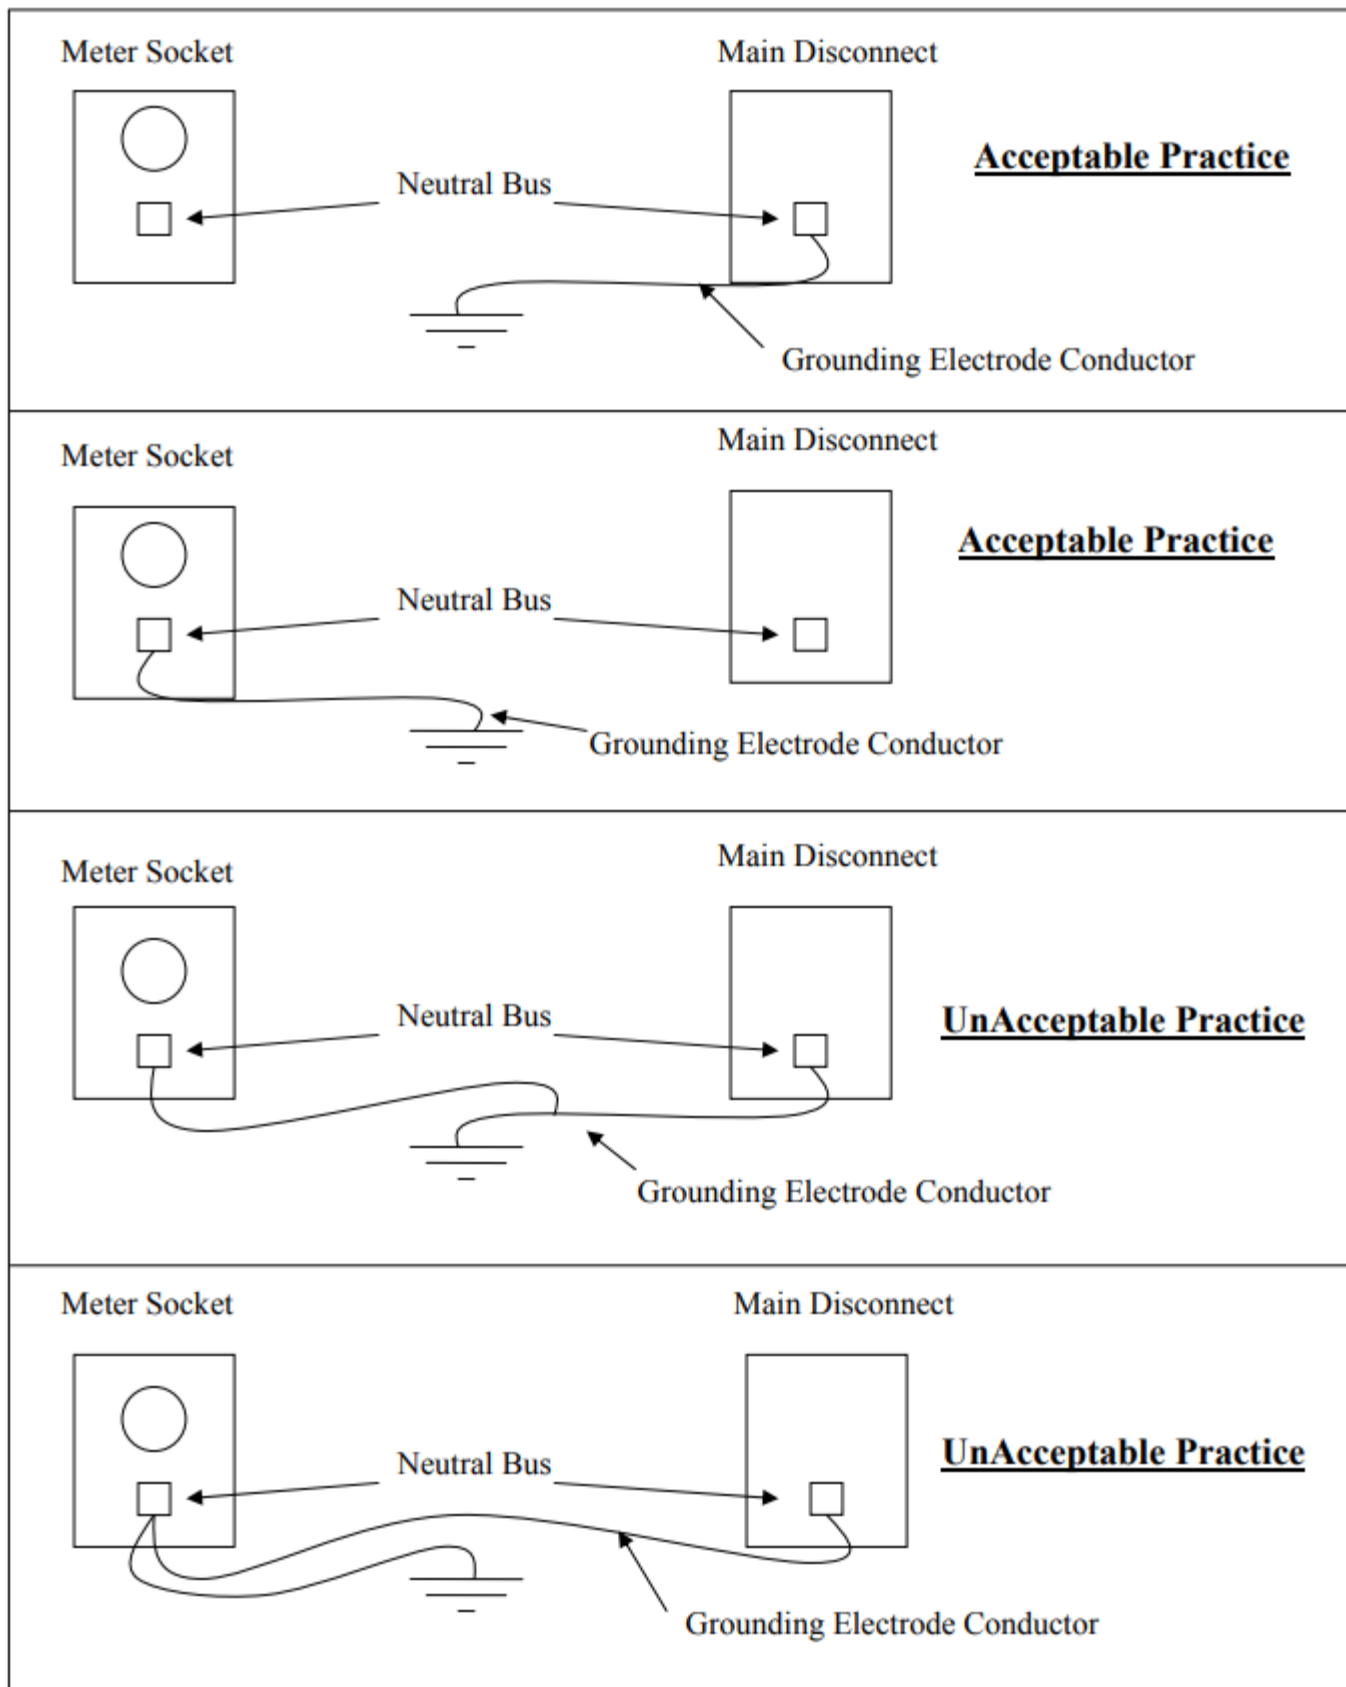 Meter Socket
Main Disconnect
Acceptable Practice
Neutral Bus
Grounding Electrode Conductor
Main Disconnect
Meter Socket
Acceptable Practice
Neutral Bus
Grounding Electrode Conductor
Main Disconnect
Meter Socket
Neutral Bus
UnAcceptable Practice
Grounding Electrode Conductor
Meter Socket
Main Disconnect
UnAcceptable Practice
Neutral Bus
Grounding Electrode Conductor